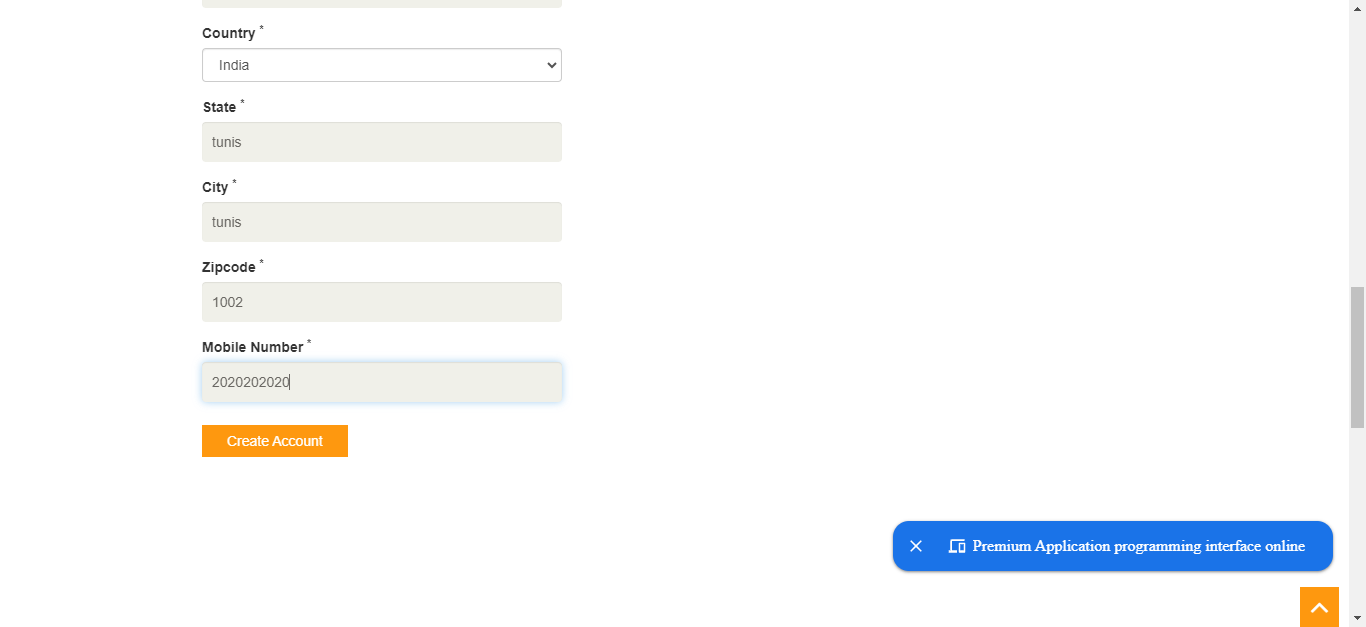 Country *
India
State *
tunis
City *
tunis
Zipcode *
1002
Mobile Number *
2020202020
Create Account
Premium Application programming interface online